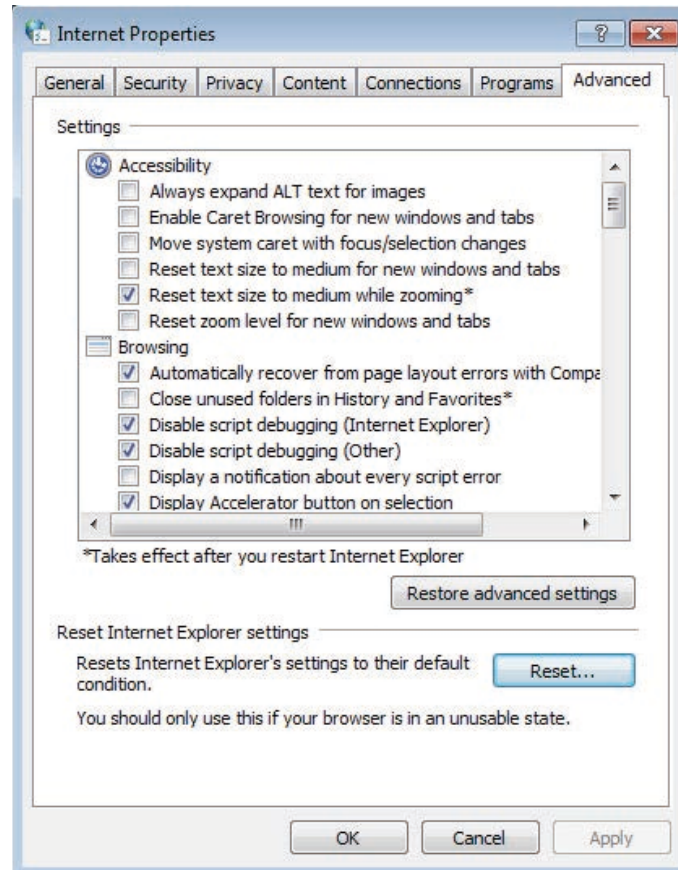 Internet Properties
General Security Privacy Content Connections Programs Advanced
Settings
Accessibility
Always expand ALT text for images
Enable Caret Browsing for new windows and tabs
Move system caret with focus/selection changes
Reset text size to medium for new windows and tabs
Reset text size to medium while zooming*
Reset zoom level for new windows and tabs
Browsing
Automatically recover from page layout errors with Compa
Close unused folders in History and Favorites*
Disable script debugging (Internet Explorer)
Disable script debugging (Other)
Display a notification about every script error
Display Accelerator button on selection
*Takes effect after you restart Internet Explorer
Restore advanced settings
Reset Internet Explorer settings
Resets Internet Explorer's settings to their default
condition.
Reset...
You should only use this if your browser is in an unusable state.
OK Cancel Apply